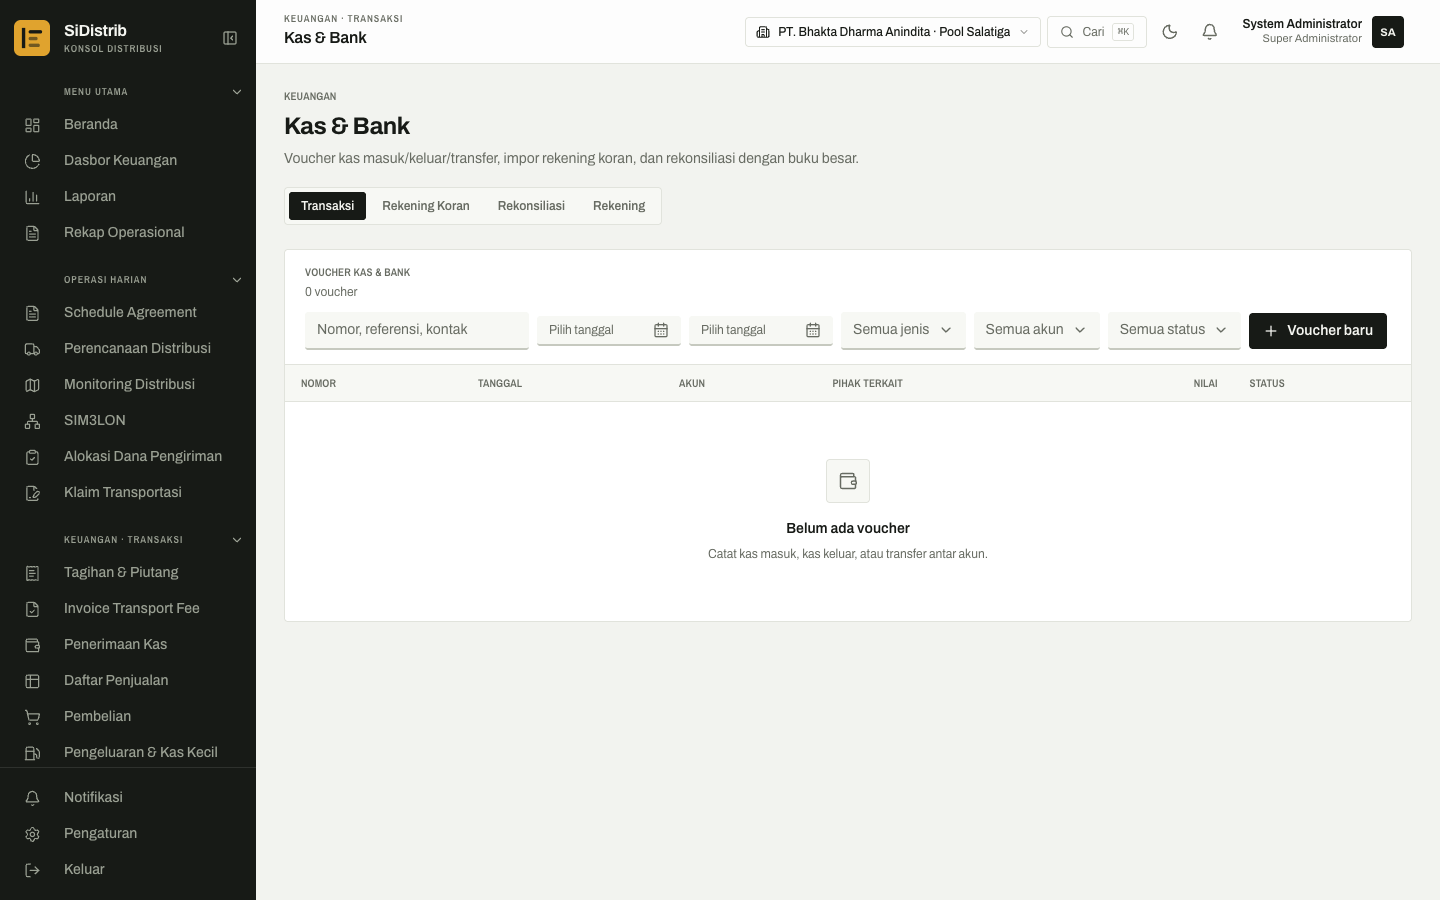 SiDistrib
KONSOL DISTRIBUSI
MENU UTAMA
Beranda
Dasbor Keuangan
Laporan
Rekap Operasional
OPERASI HARIAN
Schedule Agreement
Perencanaan Distribusi
Monitoring Distribusi
SIM3LON
Alokasi Dana Pengiriman
Klaim Transportasi
KEUANGAN · TRANSAKSI
Tagihan & Piutang
Invoice Transport Fee
Penerimaan Kas
Daftar Penjualan
Pembelian
Pengeluaran & Kas Kecil
Notifikasi
Pengaturan
Keluar
KEUANGAN · TRANSAKSI
Kas & Bank
PT. Bhakta Dharma Anindita · Pool Salatiga
Cari ⌘K
System Administrator
Super Administrator
SA
KEUANGAN
Kas & Bank
Voucher kas masuk/keluar/transfer, impor rekening koran, dan rekonsiliasi dengan buku besar.
Transaksi Rekening Koran Rekonsiliasi Rekening
VOUCHER KAS & BANK
0 voucher
Nomor, referensi, kontak Pilih tanggal Pilih tanggal Semua jenis Semua akun Semua status Voucher baru
NOMOR TANGGAL AKUN PIHAK TERKAIT NILAI STATUS
Belum ada voucher
Catat kas masuk, kas keluar, atau transfer antar akun.